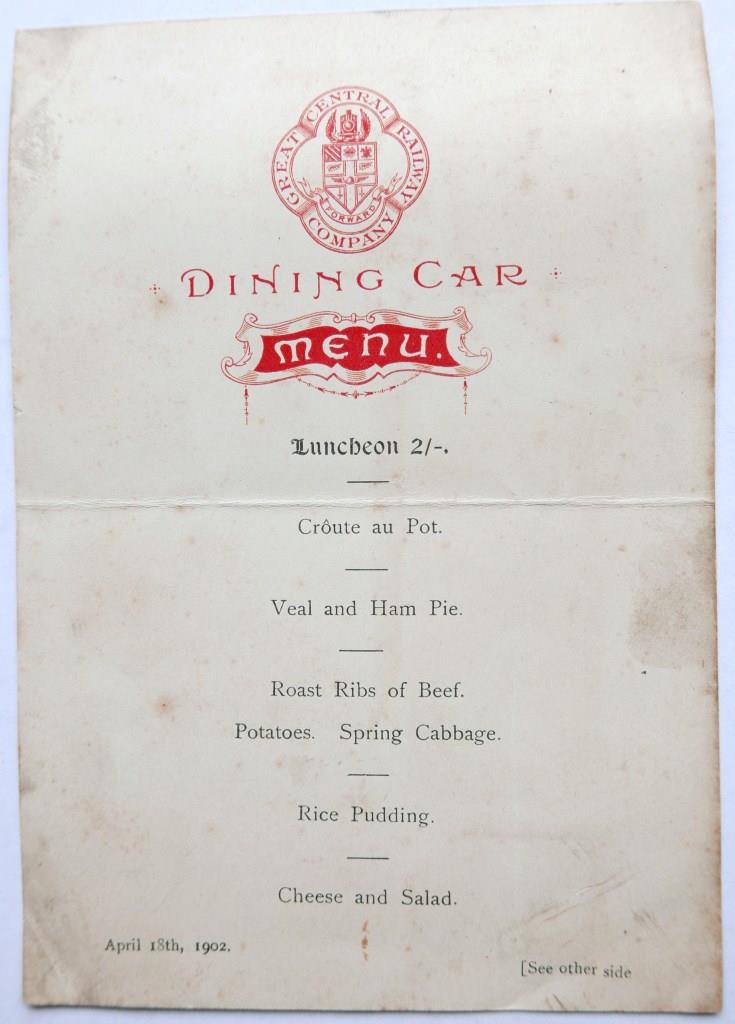 GREAT CENTRAL RAILWAY COMPANY
FORWARD
DINING CAR
MENU.
Luncheon 2/-.
Crôute au Pot.
Veal and Ham Pie.
Roast Ribs of Beef.
Potatoes. Spring Cabbage.
Rice Pudding.
Cheese and Salad.
April 18th, 1902.
[See other side